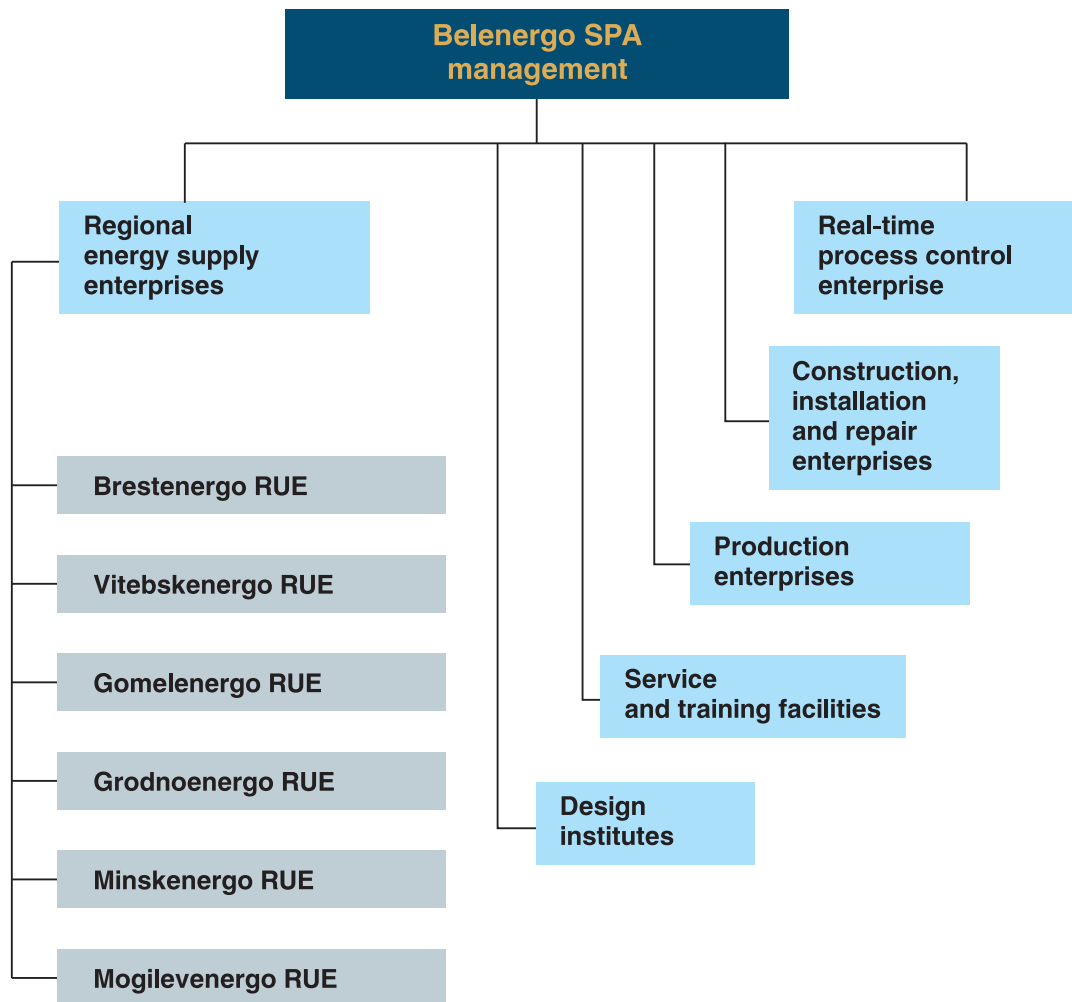 Belenergo SPA
management
Regional
energy supply
enterprises
Real-time
process control
enterprise
Construction,
installation
and repair
enterprises
Brestenergo RUE
Production
enterprises
Vitebskenergo RUE
Gomelenergo RUE
Service
and training facilities
Grodnoenergo RUE
Design
institutes
Minskenergo RUE
Mogilevenergo RUE